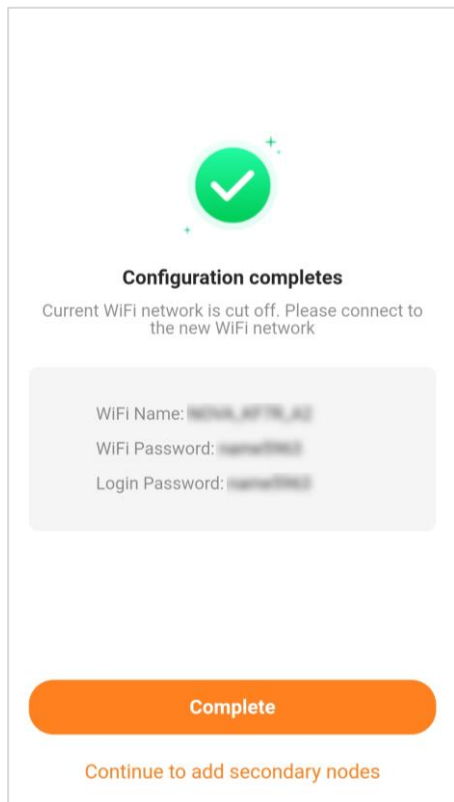 Configuration completes
Current WiFi network is cut off. Please connect to
the new WiFi network
WiFi Name:
WiFi Password:
Login Password:
Complete
Continue to add secondary nodes